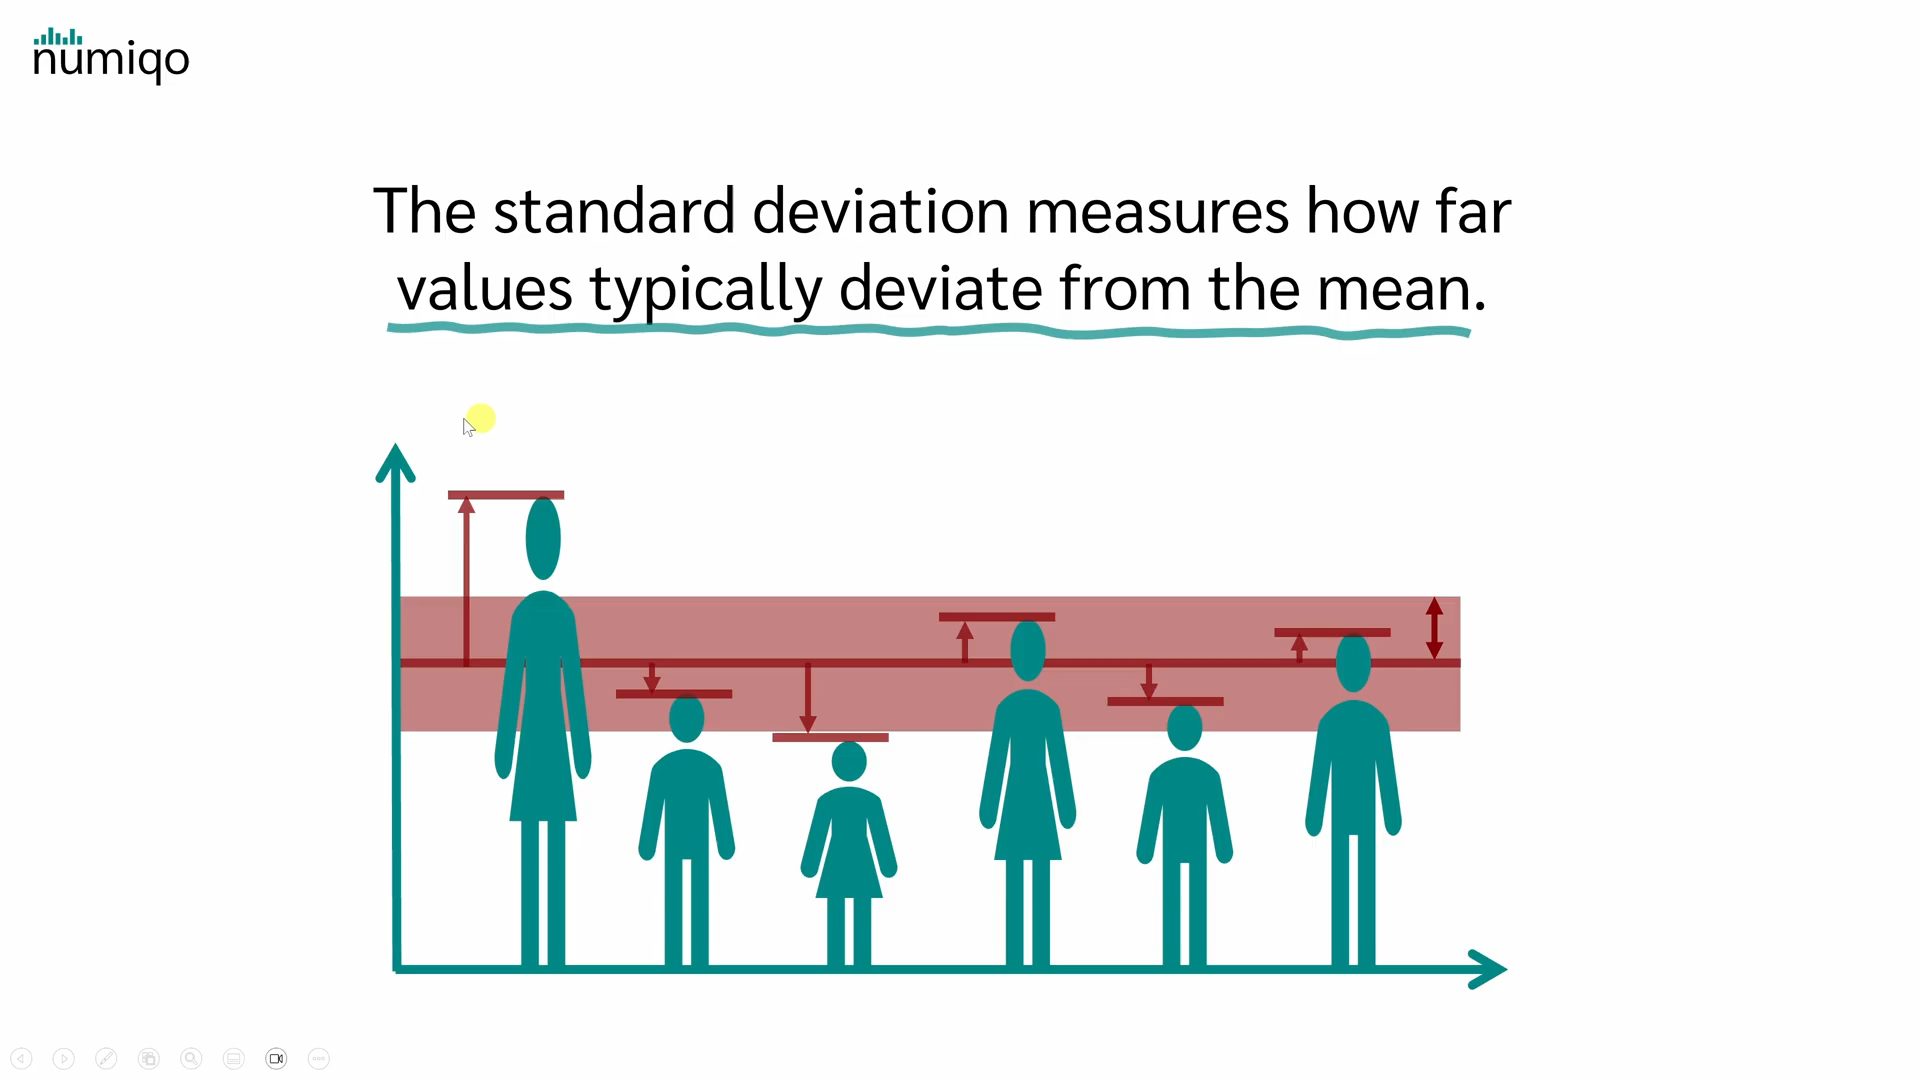 numiqo
The standard deviation measures how far
values typically deviate from the mean.